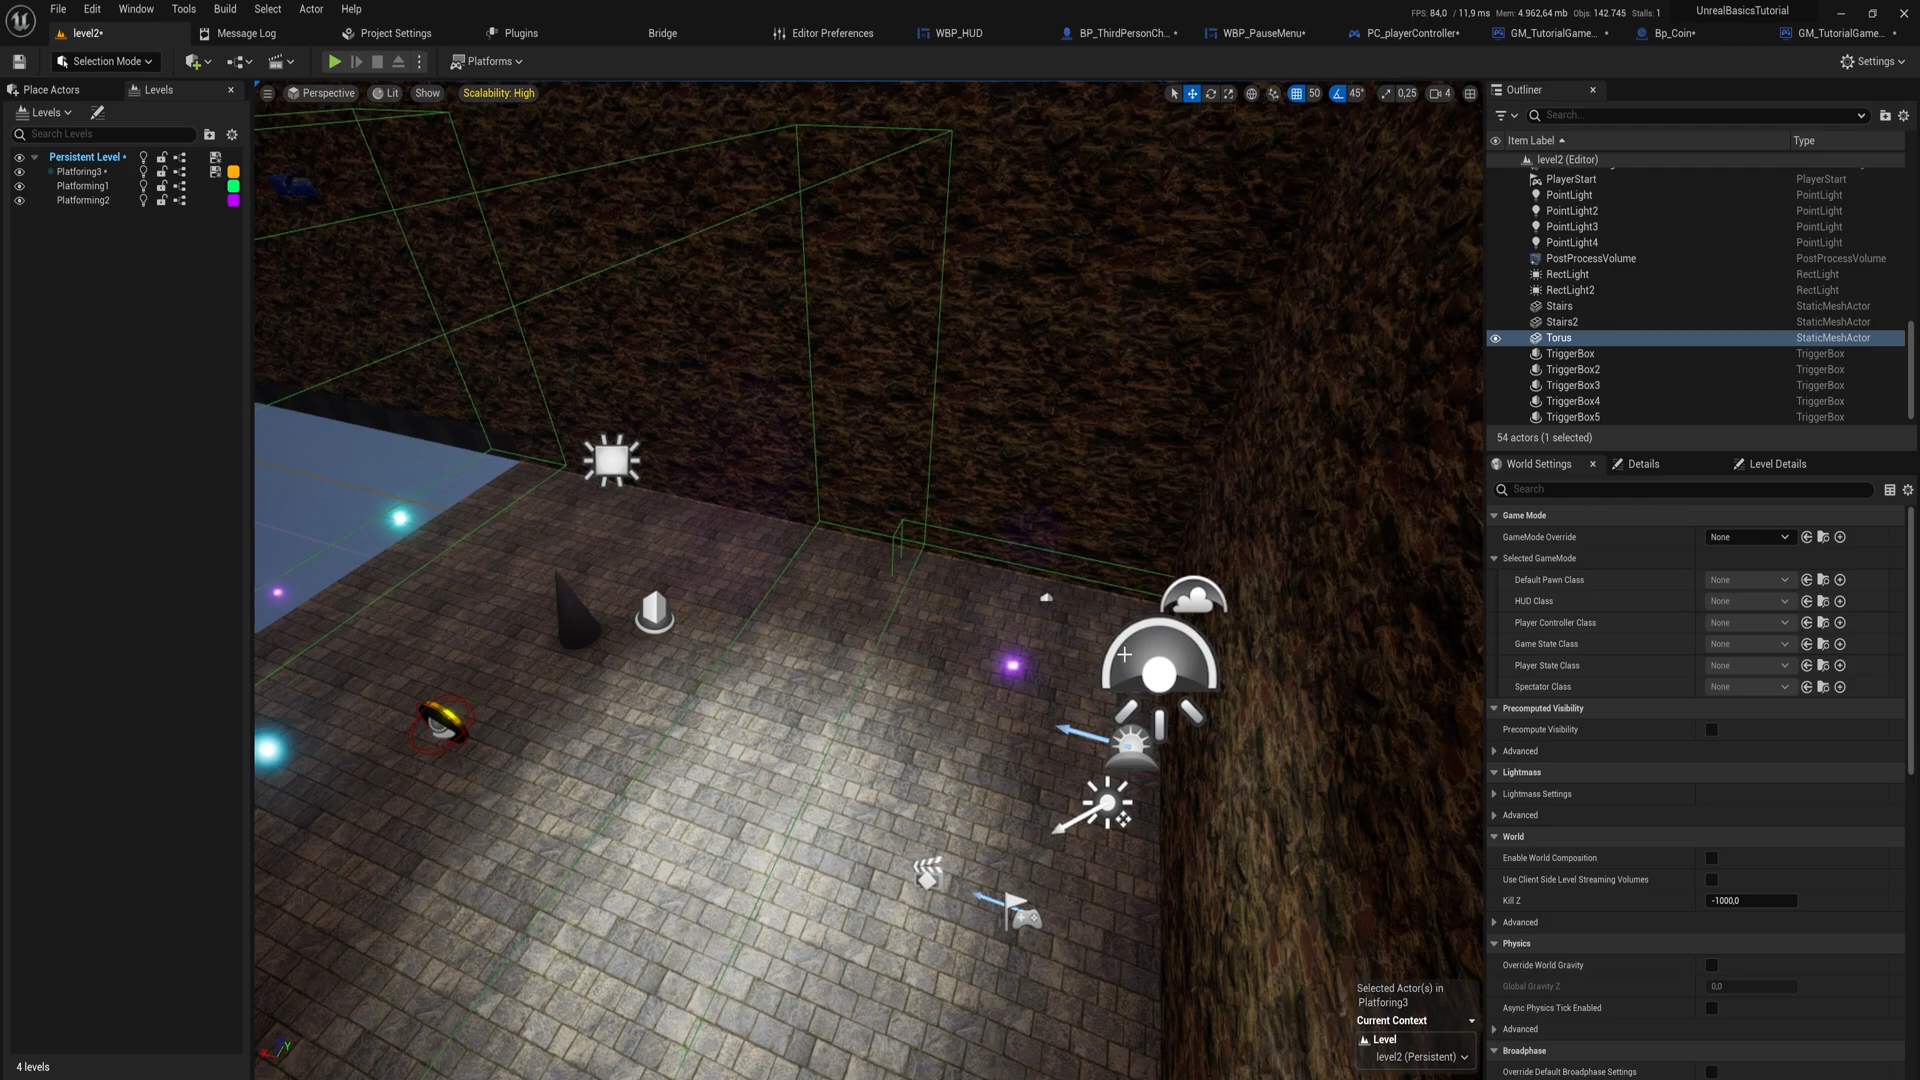 File Edit Window Tools Build Select Actor Help
FPS: 84,0 / 11,9 ms Mem: 4.962,64 mb Objs: 142.745 Stalls: 1
UnrealBasicsTutorial
level2*
Message Log
Project Settings
Plugins
Bridge
Editor Preferences
WBP_HUD
BP_ThirdPersonCh... *
WBP_PauseMenu*
PC_playerController*
GM_TutorialGame... *
Bp_Coin*
GM_TutorialGame... *
Selection Mode
Platforms
Settings
Place Actors
Levels
Levels
Search Levels
Persistent Level *
Platforing3 *
Platforming1
Platforming2
4 levels
Perspective
Lit
Show
Scalability: High
50
45°
0,25
4
Selected Actor(s) in
Platforing3
Current Context
Level
level2 (Persistent)
X Y
Outliner
Search...
Item Label Type
level2 (Editor)
PlayerStart PlayerStart
PointLight PointLight
PointLight2 PointLight
PointLight3 PointLight
PointLight4 PointLight
PostProcessVolume PostProcessVolume
RectLight RectLight
RectLight2 RectLight
Stairs StaticMeshActor
Stairs2 StaticMeshActor
Torus StaticMeshActor
TriggerBox TriggerBox
TriggerBox2 TriggerBox
TriggerBox3 TriggerBox
TriggerBox4 TriggerBox
TriggerBox5 TriggerBox
54 actors (1 selected)
World Settings
Details
Level Details
Search
Game Mode
GameMode Override None
Selected GameMode
Default Pawn Class None
HUD Class None
Player Controller Class None
Game State Class None
Player State Class None
Spectator Class None
Precomputed Visibility
Precompute Visibility
Advanced
Lightmass
Lightmass Settings
Advanced
World
Enable World Composition
Use Client Side Level Streaming Volumes
Kill Z -1000,0
Advanced
Physics
Override World Gravity
Global Gravity Z 0,0
Async Physics Tick Enabled
Advanced
Broadphase
Override Default Broadphase Settings